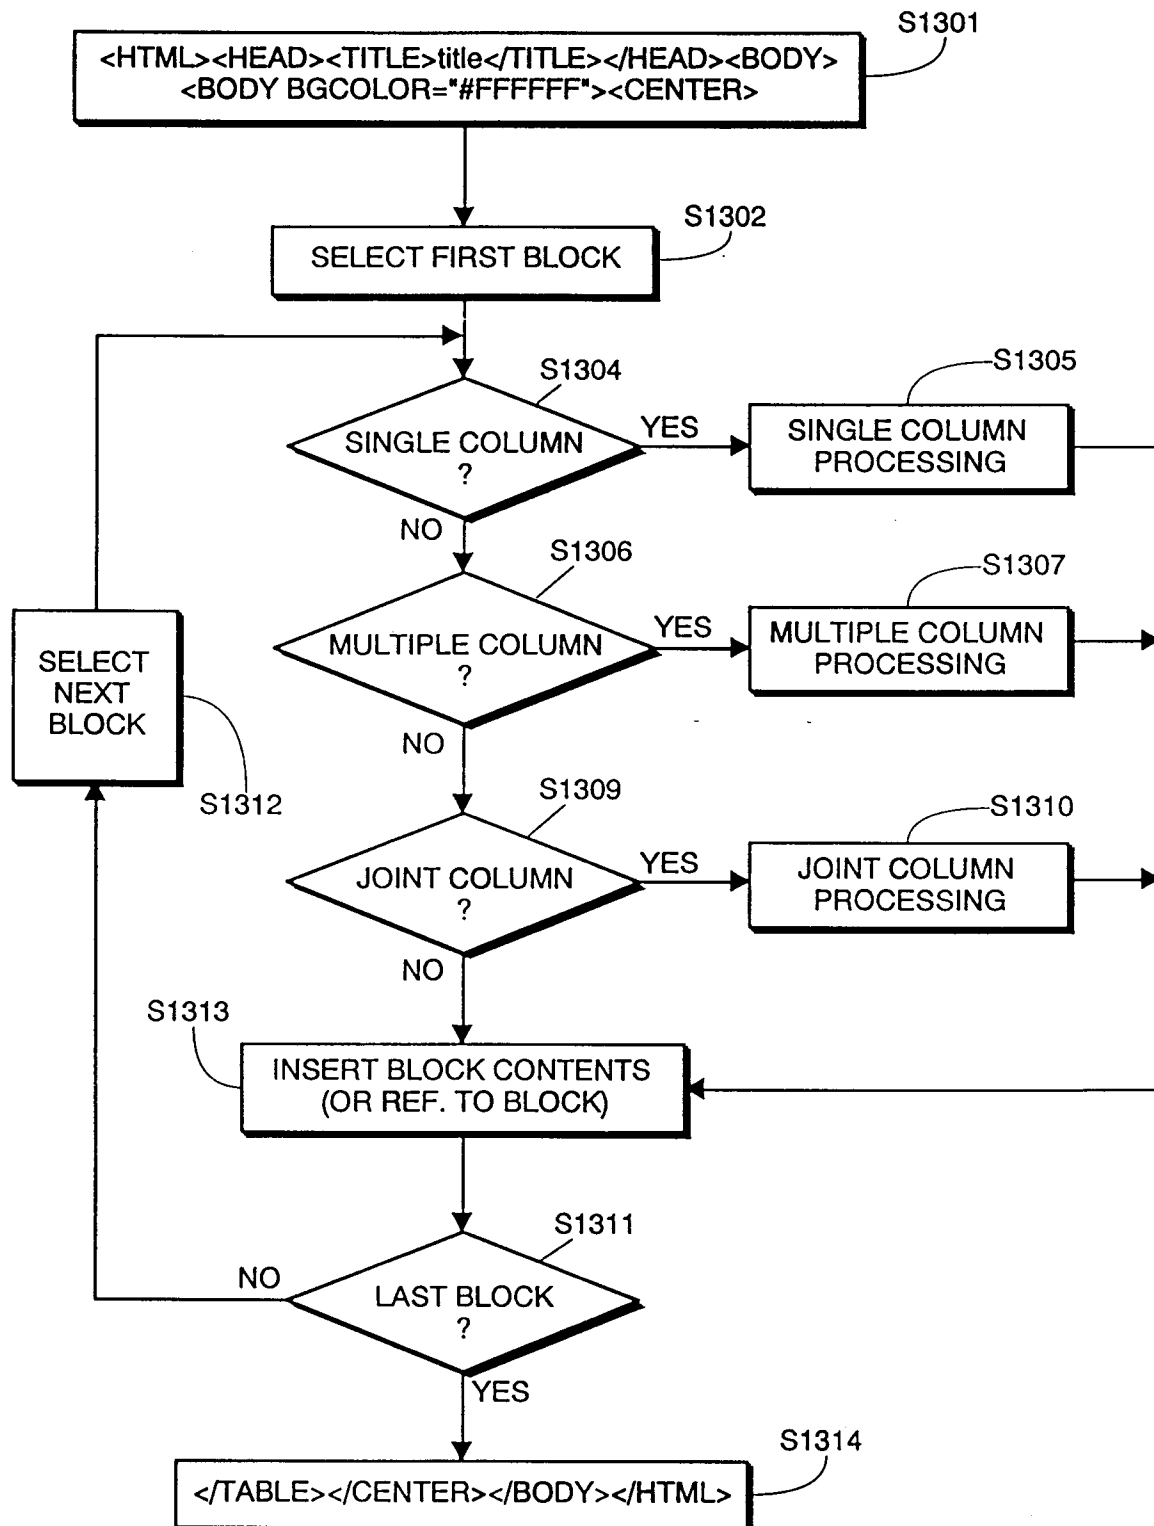 S1301
<HTML><HEAD><TITLE>title</TITLE></HEAD><BODY>
<BODY BGCOLOR="#FFFFFF"><CENTER>
S1302
SELECT FIRST BLOCK
S1304
SINGLE COLUMN
?
YES
NO
S1305
SINGLE COLUMN
PROCESSING
S1306
MULTIPLE COLUMN
?
YES
NO
S1307
MULTIPLE COLUMN
PROCESSING
SELECT
NEXT
BLOCK
S1312
S1309
JOINT COLUMN
?
YES
NO
S1310
JOINT COLUMN
PROCESSING
S1313
INSERT BLOCK CONTENTS
(OR REF. TO BLOCK)
S1311
LAST BLOCK
?
NO
YES
S1314
</TABLE></CENTER></BODY></HTML>